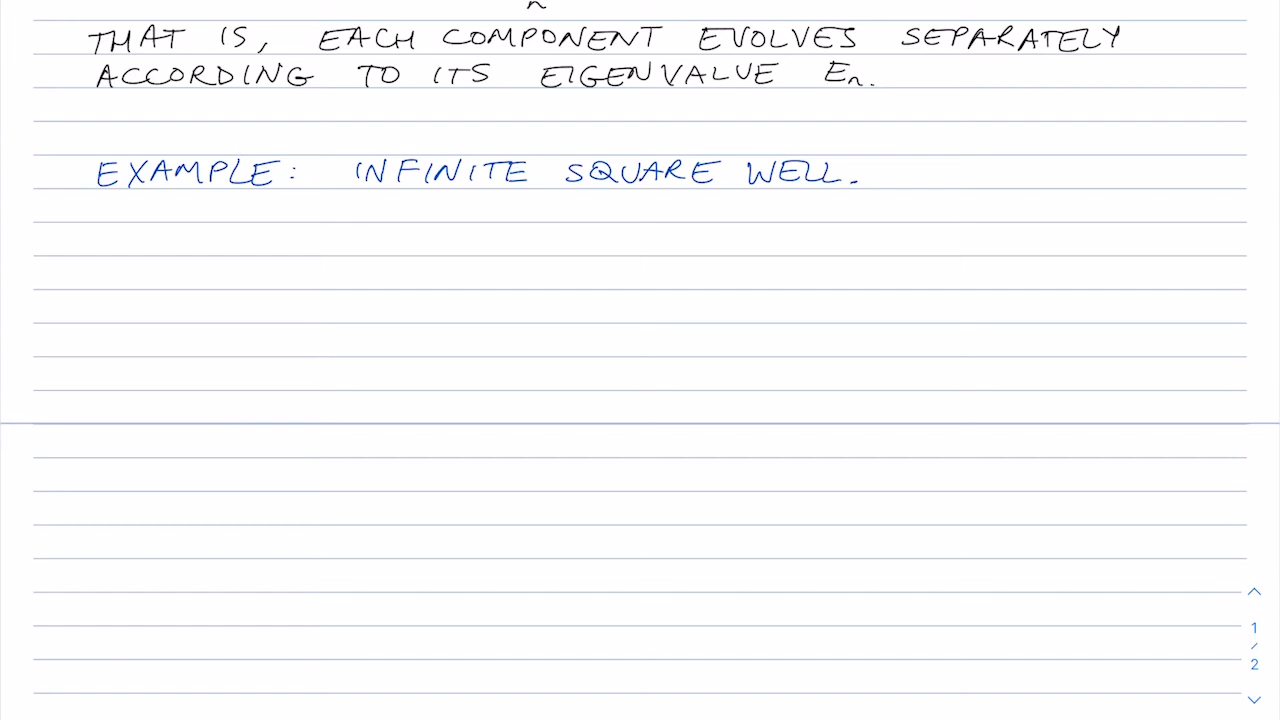 n
THAT IS, EACH COMPONENT EVOLVES SEPARATELY
ACCORDING TO ITS EIGENVALUE Eₙ.
EXAMPLE: INFINITE SQUARE WELL.
1
/
2